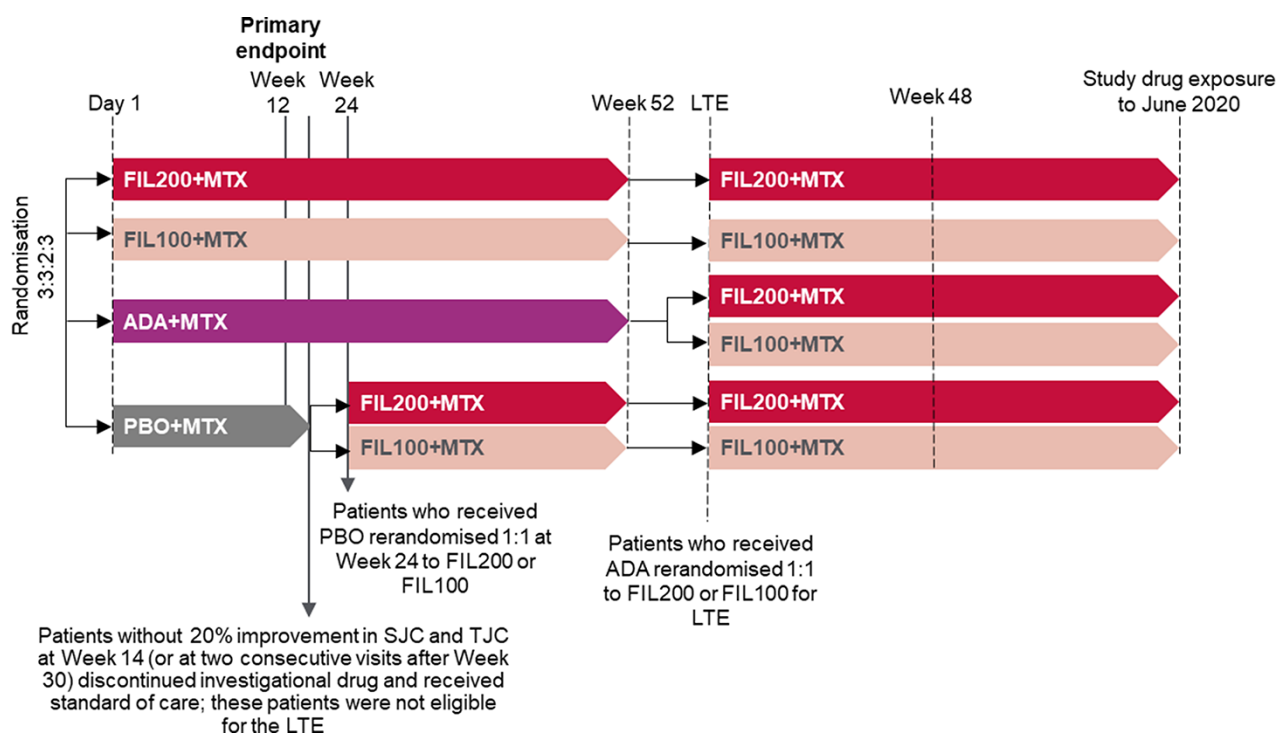 Primary
endpoint
Week
12
Week
24
Day 1
Week 52
LTE
Week 48
Study drug exposure
to June 2020
Randomisation
3:3:2:3
FIL200+MTX
FIL200+MTX
FIL100+MTX
FIL100+MTX
ADA+MTX
FIL200+MTX
FIL100+MTX
PBO+MTX
FIL200+MTX
FIL200+MTX
FIL100+MTX
FIL100+MTX
Patients who received
PBO rerandomised 1:1 at
Week 24 to FIL200 or
FIL100
Patients who received
ADA rerandomised 1:1
to FIL200 or FIL100 for
LTE
Patients without 20% improvement in SJC and TJC
at Week 14 (or at two consecutive visits after Week
30) discontinued investigational drug and received
standard of care; these patients were not eligible
for the LTE